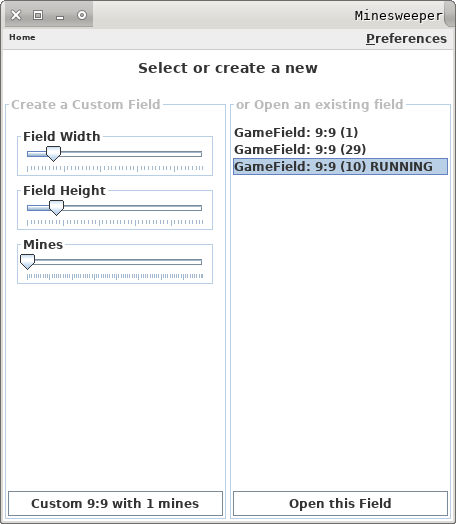 Minesweeper
Home
Preferences
Select or create a new
Create a Custom Field
Field Width
Field Height
Mines
Custom 9:9 with 1 mines
or Open an existing field
GameField: 9:9 (1)
GameField: 9:9 (29)
GameField: 9:9 (10) RUNNING
Open this Field